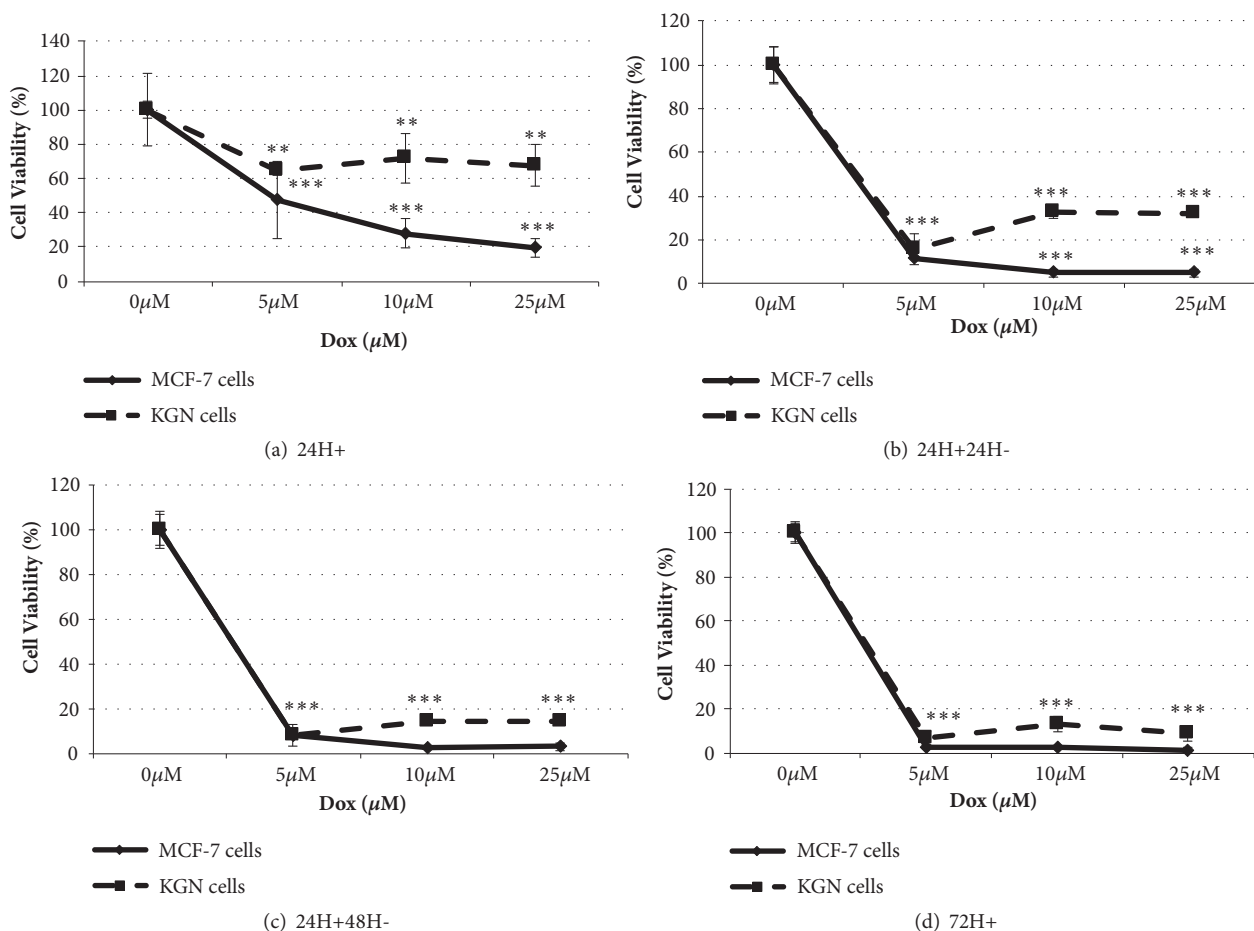 140
120
100
80
60
40
20
0
Cell Viability (%)
**
**
**
***
***
***
0μM 5μM 10μM 25μM
Dox (μM)
MCF-7 cells
KGN cells
(a) 24H+
120
100
80
60
40
20
0
Cell Viability (%)
***
***
***
***
***
0μM 5μM 10μM 25μM
Dox (μM)
MCF-7 cells
KGN cells
(b) 24H+24H-
120
100
80
60
40
20
0
Cell Viability (%)
***
***
***
0μM 5μM 10μM 25μM
Dox (μM)
MCF-7 cells
KGN cells
(c) 24H+48H-
120
100
80
60
40
20
0
Cell Viability (%)
***
***
***
0μM 5μM 10μM 25μM
Dox (μM)
MCF-7 cells
KGN cells
(d) 72H+